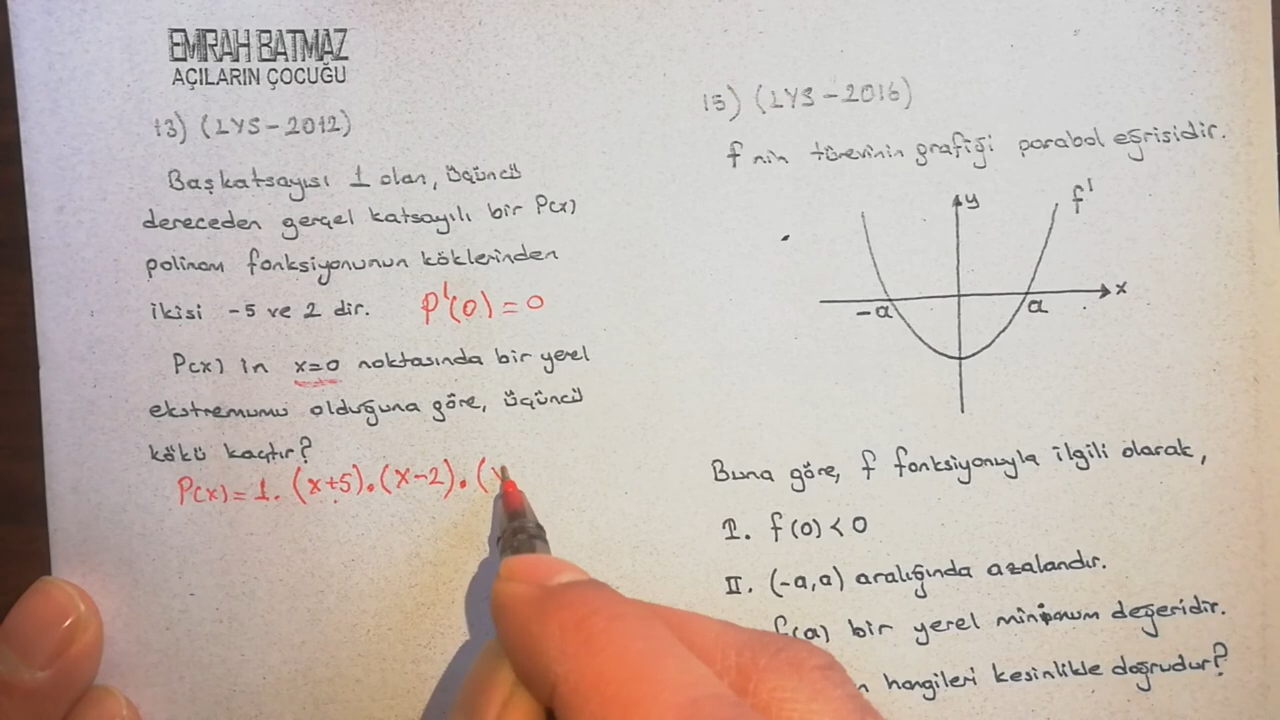 EMRAH BATMAZ
AÇILARIN ÇOCUĞU
13) (LYS-2012)
Başkatsayısı 1 olan, üçüncü
dereceden gerçel katsayılı bir P(x)
polinom fonksiyonunun köklerinden
ikisi -5 ve 2 dir. P'(0)=0
P(x) in x=0 noktasında bir yerel
ekstremumu olduğuna göre, üçüncü
kökü kaçtır?
P(x)=1.(x+5).(x-2).(x
15) (LYS-2016)
f nin türevinin grafiği parabol eğrisidir.
y
f'
x
-a
a
Buna göre, f fonksiyonuyla ilgili olarak,
I. f(0)<0
II. (-a,a) aralığında azalandır.
f(a) bir yerel minimum değeridir.
hangileri kesinlikle doğrudur?